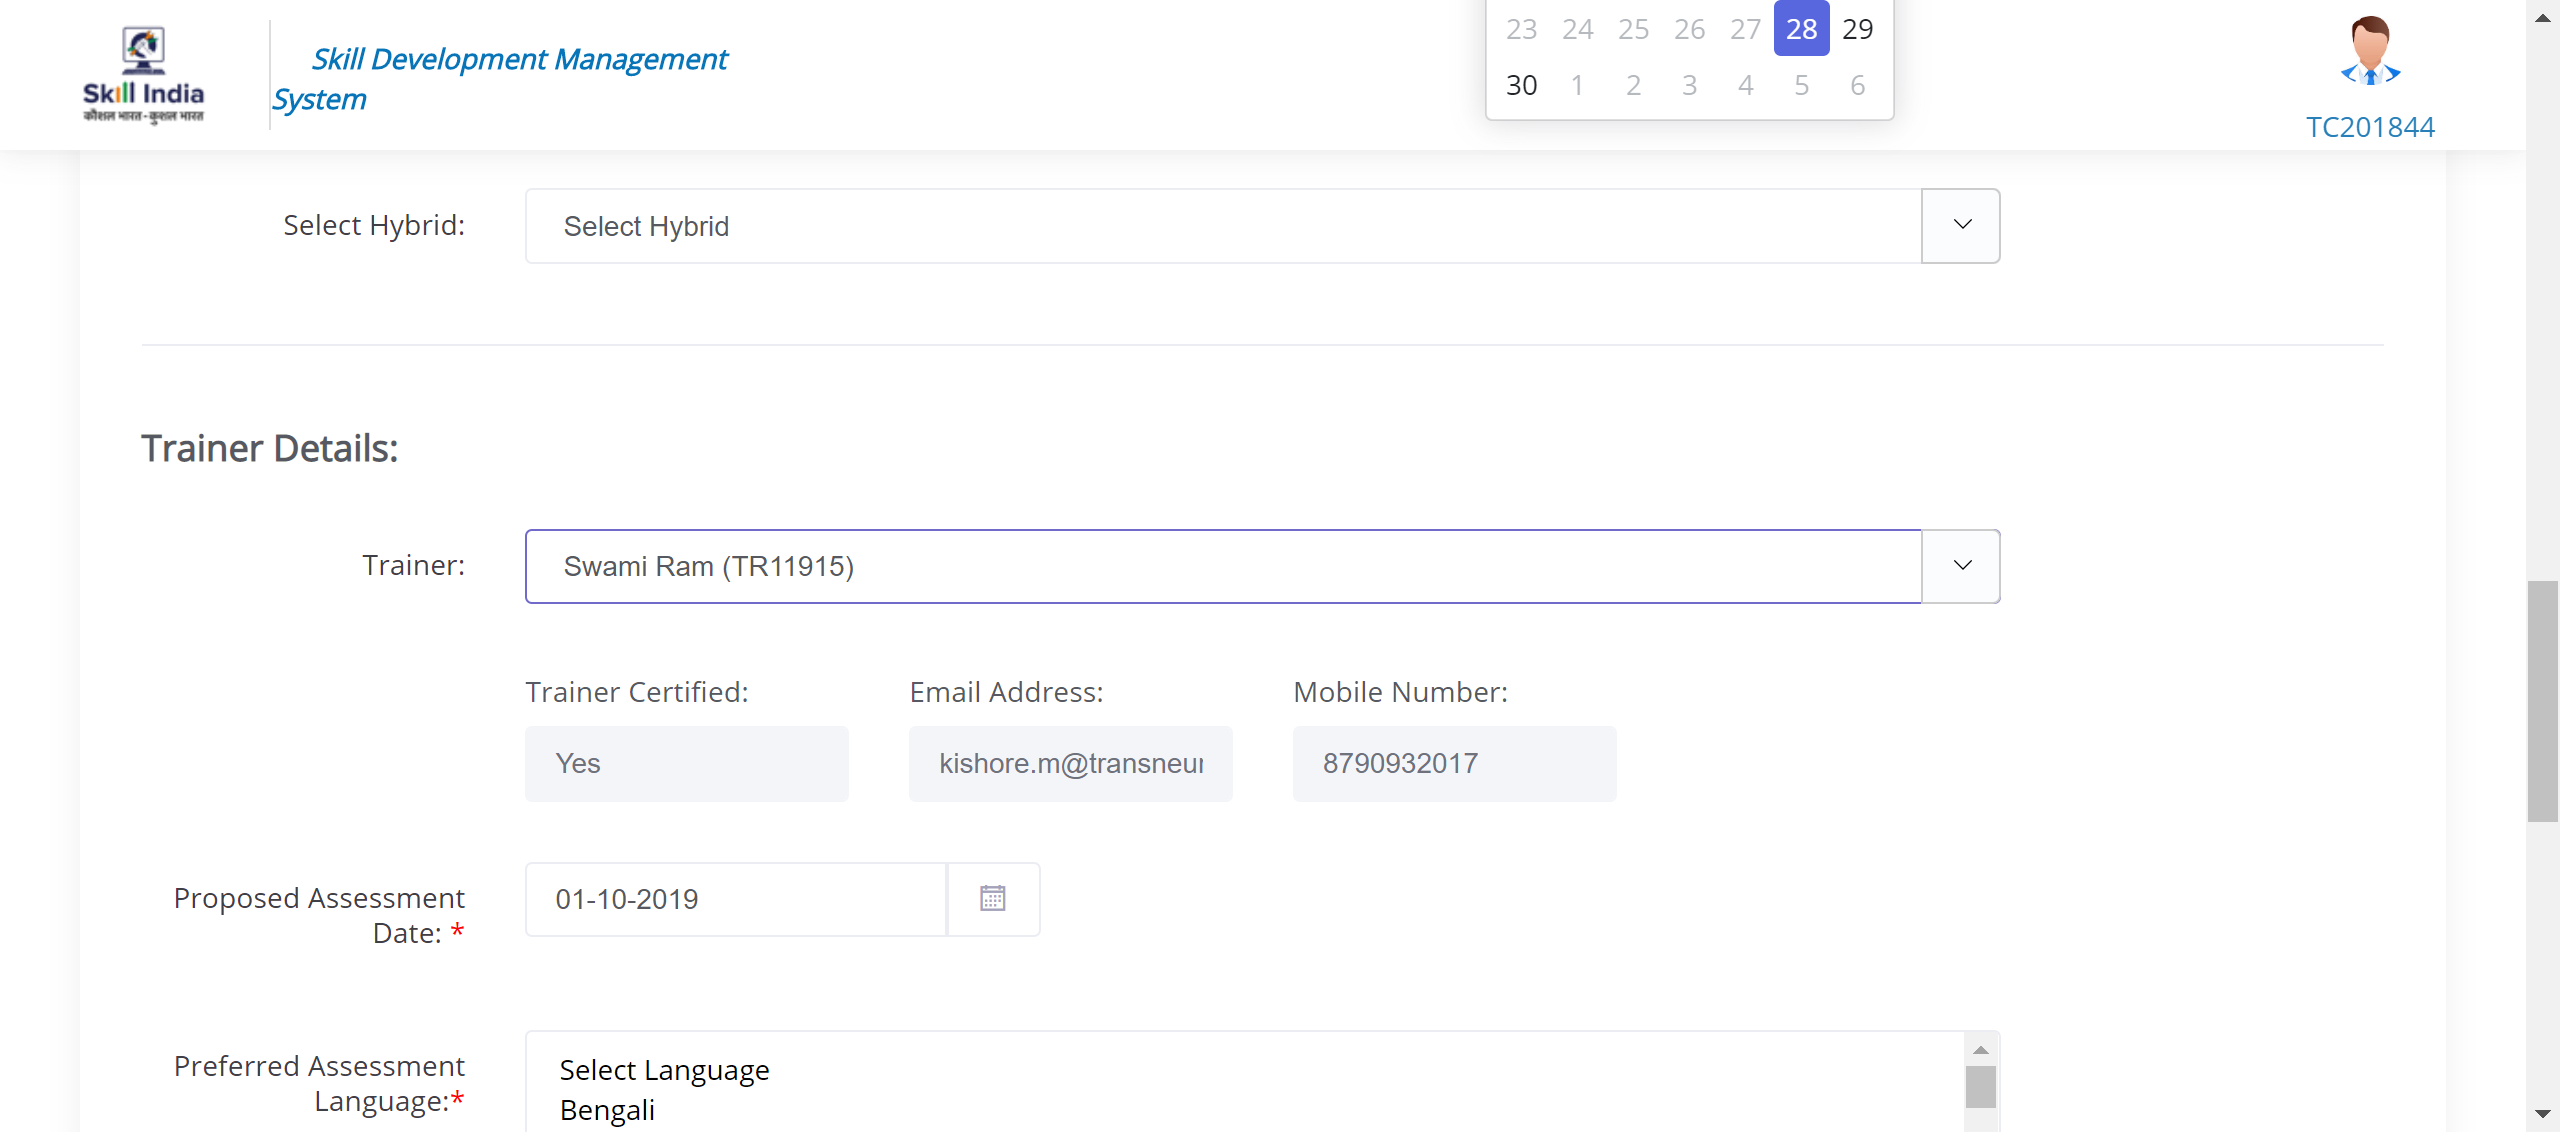 Skill India
कौशल भारत - कुशल भारत
Skill Development Management
System
23 24 25 26 27 28 29
30 1 2 3 4 5 6
TC201844
Select Hybrid:
Select Hybrid
Trainer Details:
Trainer:
Swami Ram (TR11915)
Trainer Certified:
Email Address:
Mobile Number:
Yes
kishore.m@transneur
8790932017
Proposed Assessment
Date: *
01-10-2019
Preferred Assessment
Language:*
Select Language
Bengali